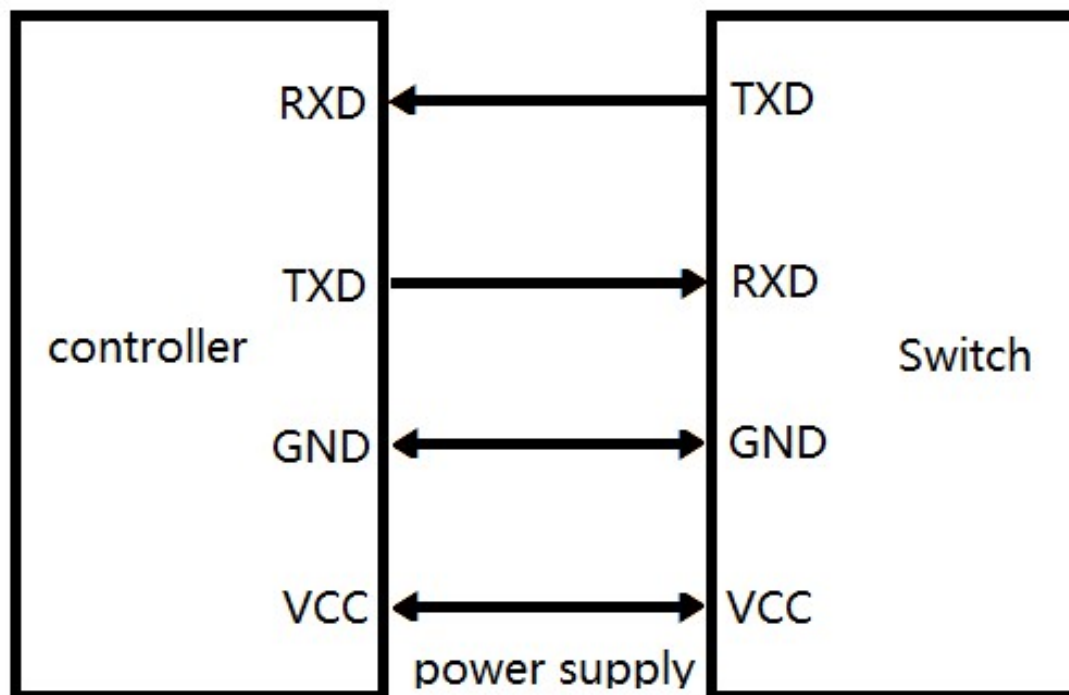 RXD TXD
TXD RXD
controller Switch
GND GND
VCC VCC
power supply